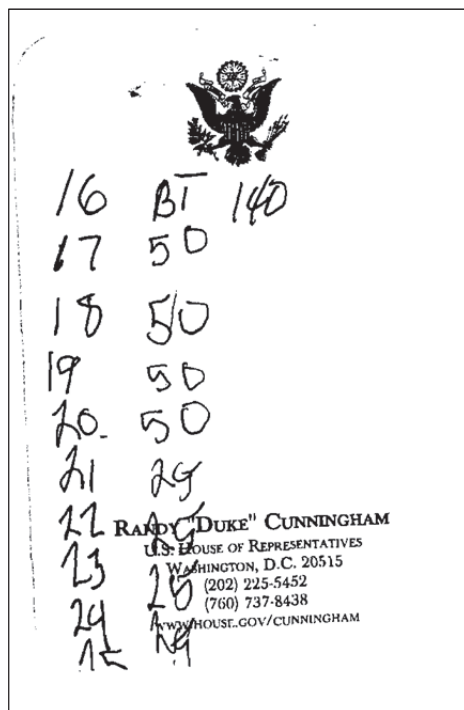 16 BT 140
17 50
18 50
19 50
20 50
21 25
22 25
RANDY "DUKE" CUNNINGHAM
U.S. HOUSE OF REPRESENTATIVES
23
WASHINGTON, D.C. 20515
(202) 225-5452
24 25
(760) 737-8438
WWW.HOUSE.GOV/CUNNINGHAM